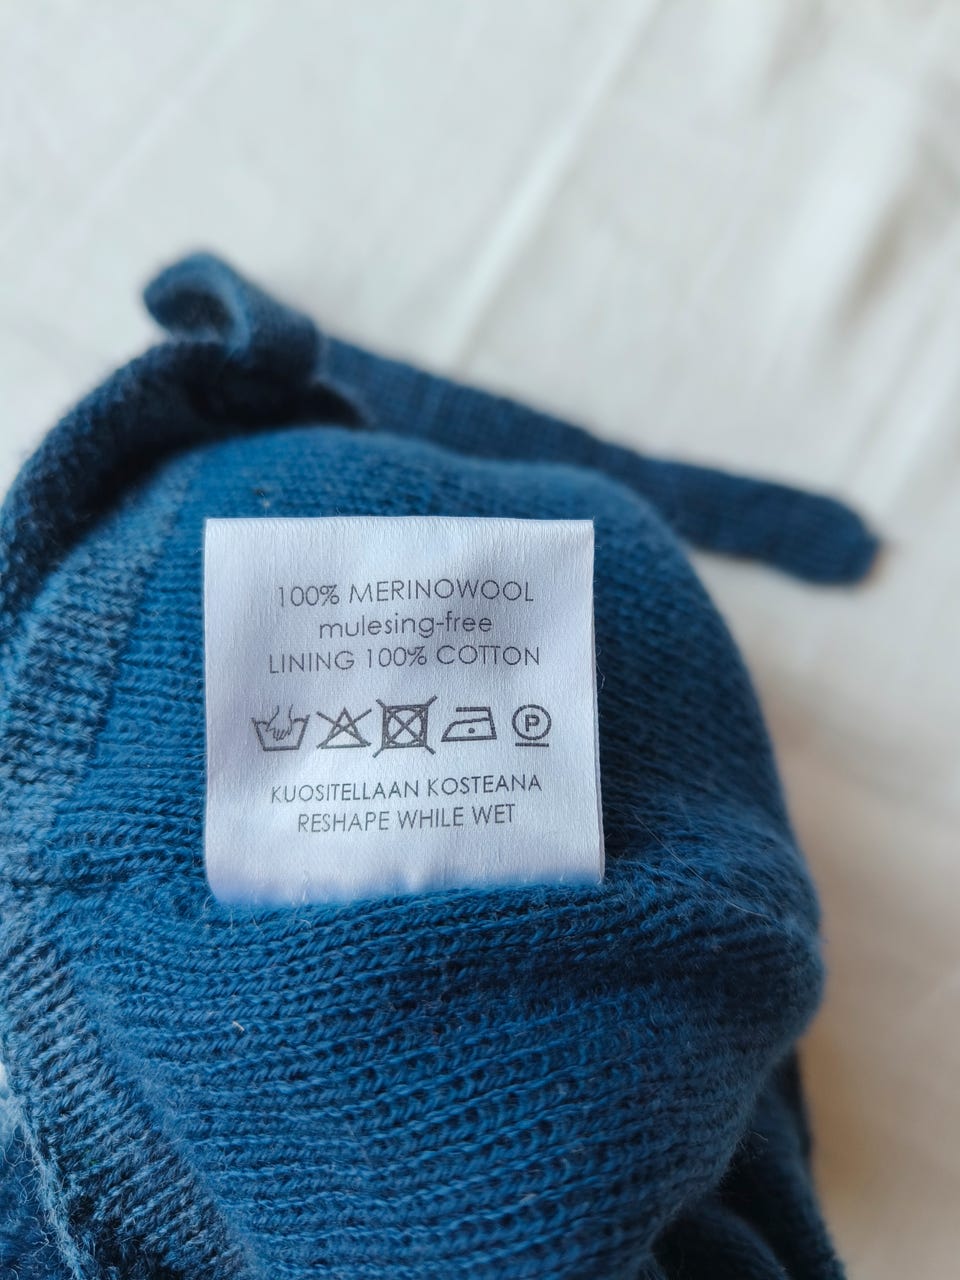 100% MERINOWOOL
mulesing-free
LINING 100% COTTON
P
KUOSITELLAAN KOSTEANA
RESHAPE WHILE WET